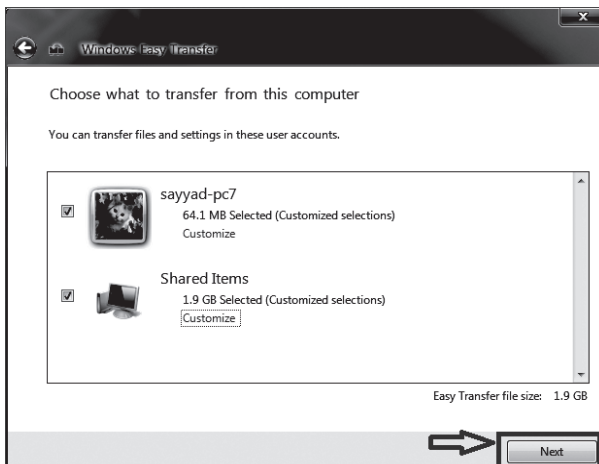 Windows Easy Transfer
Choose what to transfer from this computer
You can transfer files and settings in these user accounts.
sayyad-pc7
64.1 MB Selected (Customized selections)
Customize
Shared Items
1.9 GB Selected (Customized selections)
Customize
Easy Transfer file size: 1.9 GB
Next